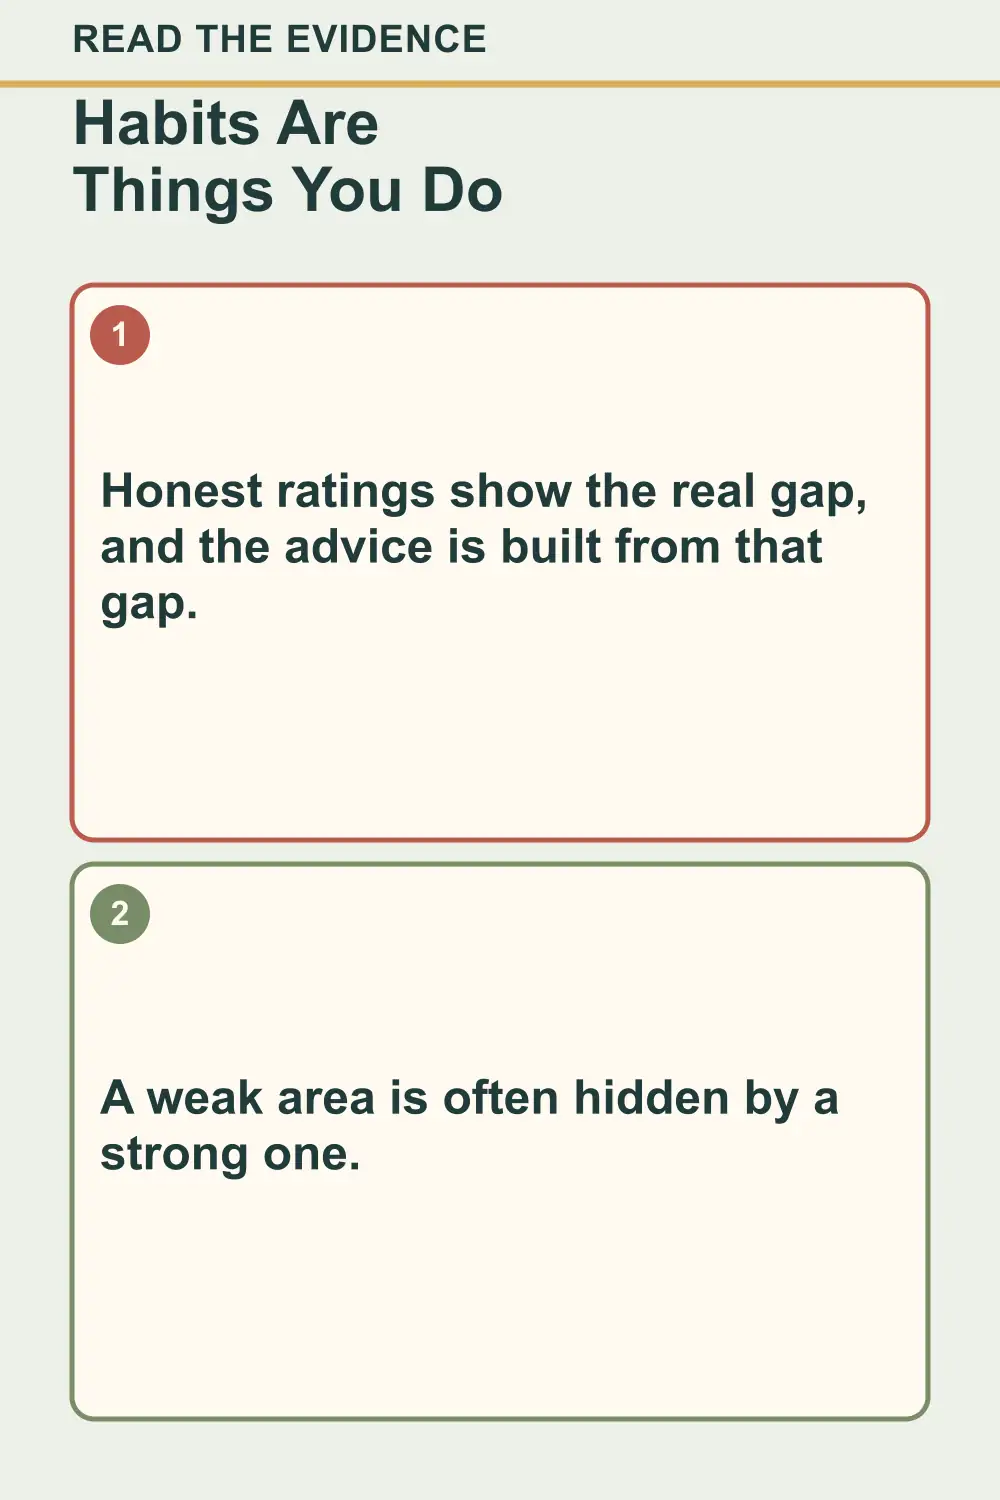 READ THE EVIDENCE
Habits Are
Things You Do
1
Honest ratings show the real gap,
and the advice is built from that
gap.
2
A weak area is often hidden by a
strong one.